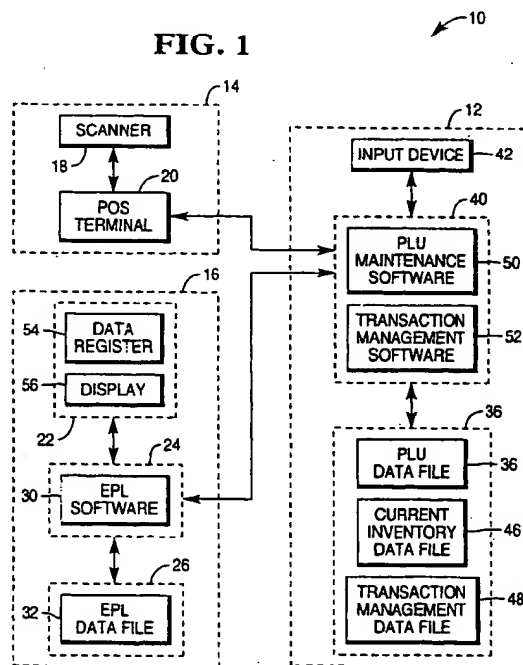 FIG. 1
10
14
SCANNER
18
20
POS
TERMINAL
12
INPUT DEVICE
42
40
PLU
MAINTENANCE
SOFTWARE
50
TRANSACTION
MANAGEMENT
SOFTWARE
52
16
54
DATA
REGISTER
56
DISPLAY
22
24
30
EPL
SOFTWARE
26
32
EPL
DATA FILE
36
PLU
DATA FILE
36
CURRENT
INVENTORY
DATA FILE
46
TRANSACTION
MANAGEMENT
DATA FILE
48